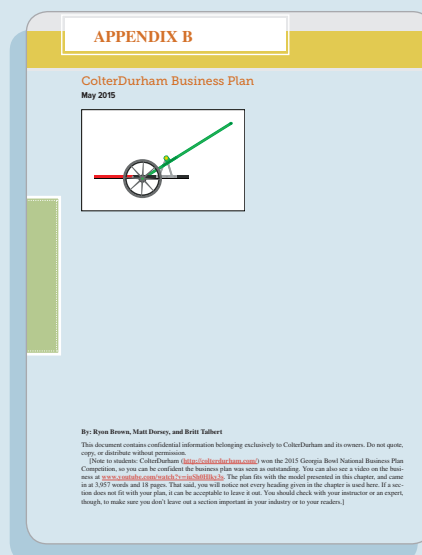 APPENDIX B
ColterDurham Business Plan
May 2015
By: Ryon Brown, Matt Dorsey, and Britt Talbert
This document contains confidential information belonging exclusively to ColterDurham and its owners. Do not quote,
copy, or distribute without permission.
[Note to students: ColterDurham (http://colterdurham.com/) won the 2015 Georgia Bowl National Business Plan
Competition, so you can be confident the business plan was seen as outstanding. You can also see a video on the busi-
ness at The plan fits with the model presented in this chapter, and came
in at 3,957 words and 18 pages. That said, you will notice not every heading given in the chapter is used here. If a sec-
tion does not fit with your plan, it can be acceptable to leave it out. You should check with your instructor or an expert,
though, to make sure you don't leave out a section important in your industry or to your readers.]